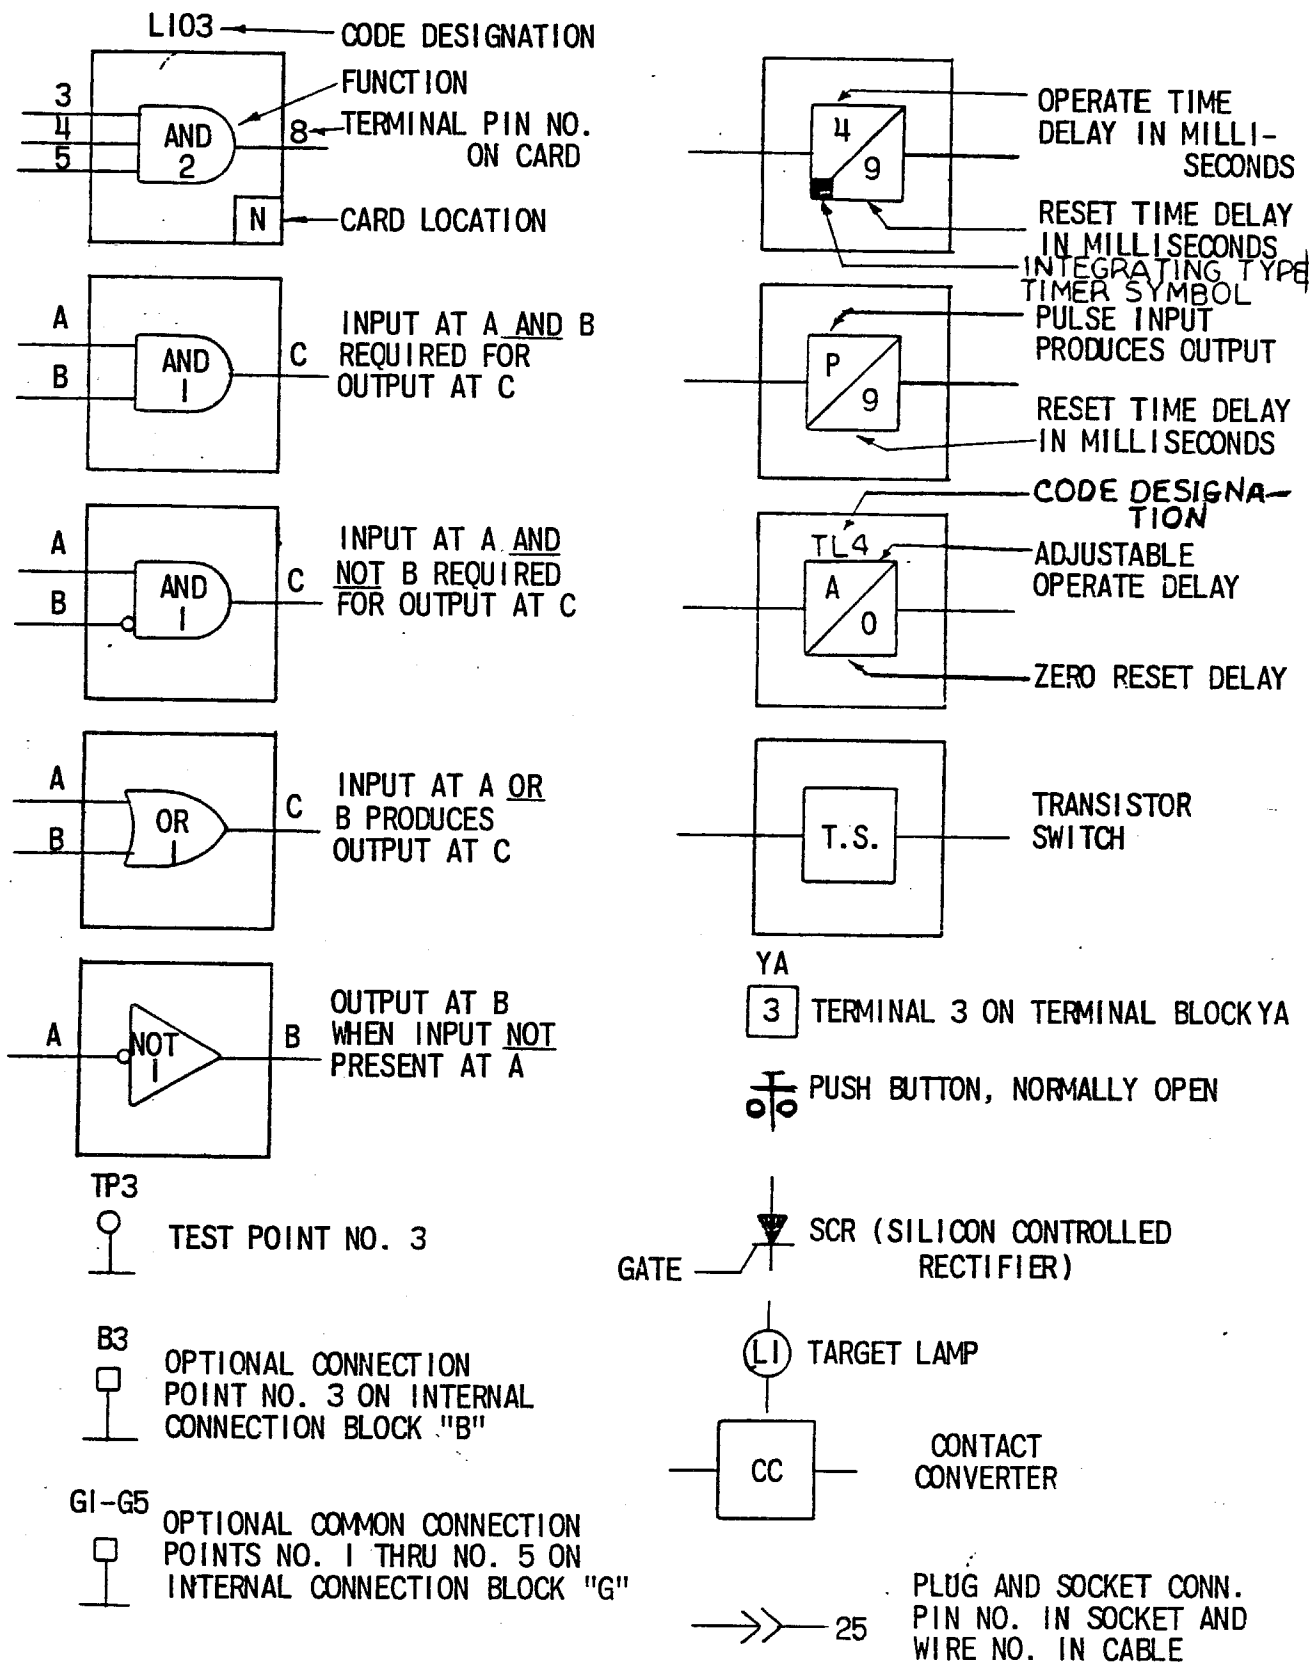 L103
CODE DESIGNATION
FUNCTION
3
4
5
AND
2
8
TERMINAL PIN NO.
ON CARD
N
CARD LOCATION
A
B
AND
1
C
INPUT AT A AND B
REQUIRED FOR
OUTPUT AT C
A
B
AND
1
C
INPUT AT A AND
NOT B REQUIRED
FOR OUTPUT AT C
A
B
OR
1
C
INPUT AT A OR
B PRODUCES
OUTPUT AT C
A
NOT
1
B
OUTPUT AT B
WHEN INPUT NOT
PRESENT AT A
TP3
TEST POINT NO. 3
B3
OPTIONAL CONNECTION
POINT NO. 3 ON INTERNAL
CONNECTION BLOCK "B"
G1-G5
OPTIONAL COMMON CONNECTION
POINTS NO. 1 THRU NO. 5 ON
INTERNAL CONNECTION BLOCK "G"
4
9
OPERATE TIME
DELAY IN MILLI-
SECONDS
RESET TIME DELAY
IN MILLISECONDS
INTEGRATING TYPE
TIMER SYMBOL
P
9
PULSE INPUT
PRODUCES OUTPUT
RESET TIME DELAY
IN MILLISECONDS
CODE DESIGNA-
TION
TL4
A
0
ADJUSTABLE
OPERATE DELAY
ZERO RESET DELAY
T.S.
TRANSISTOR
SWITCH
YA
3
TERMINAL 3 ON TERMINAL BLOCK YA
PUSH BUTTON, NORMALLY OPEN
GATE
SCR (SILICON CONTROLLED
RECTIFIER)
L1
TARGET LAMP
CC
CONTACT
CONVERTER
25
PLUG AND SOCKET CONN.
PIN NO. IN SOCKET AND
WIRE NO. IN CABLE